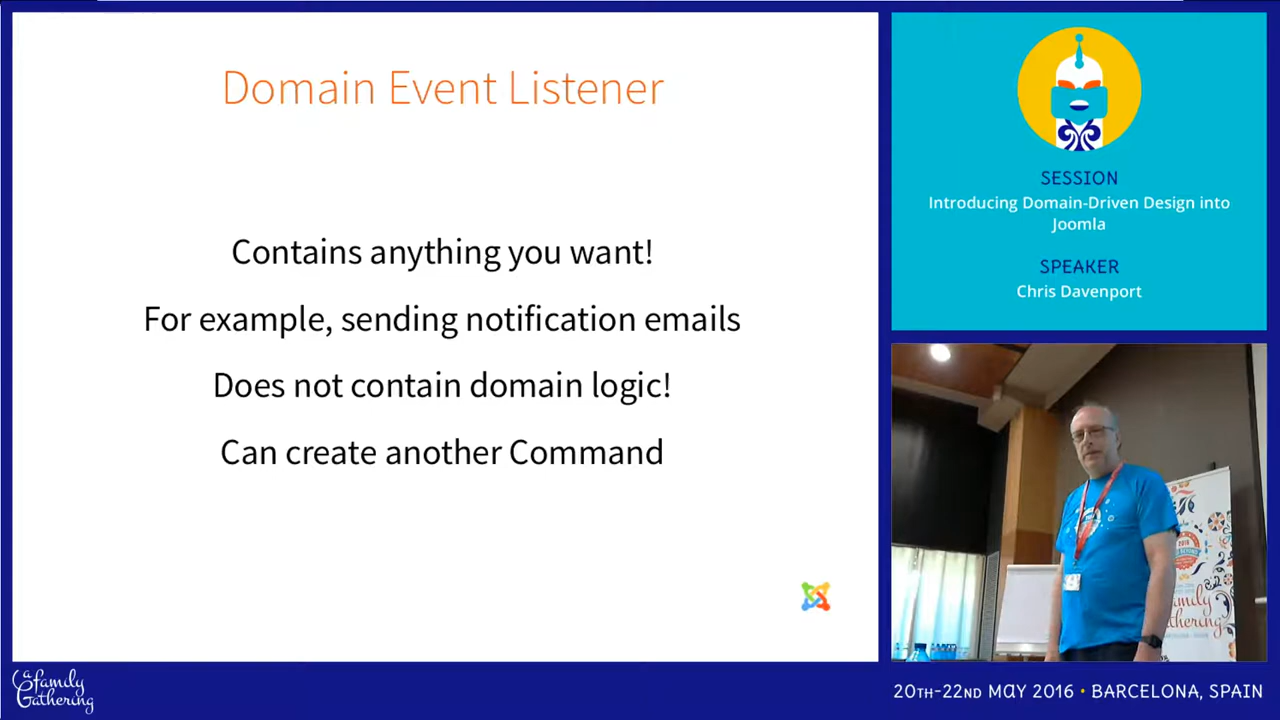 Domain Event Listener
Contains anything you want!
For example, sending notification emails
Does not contain domain logic!
Can create another Command
SESSION
Introducing Domain-Driven Design into
Joomla
SPEAKER
Chris Davenport
a family
Gathering
20TH-22ND MAY 2016 • BARCELONA, SPAIN